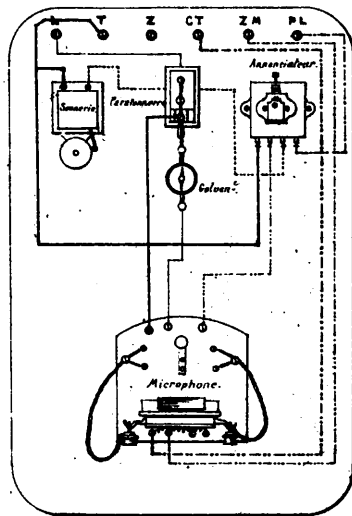 L T Z CT ZM PL
Annonciateur.
Sonnerie
Paratonnerre
Galvan.e
Microphone.